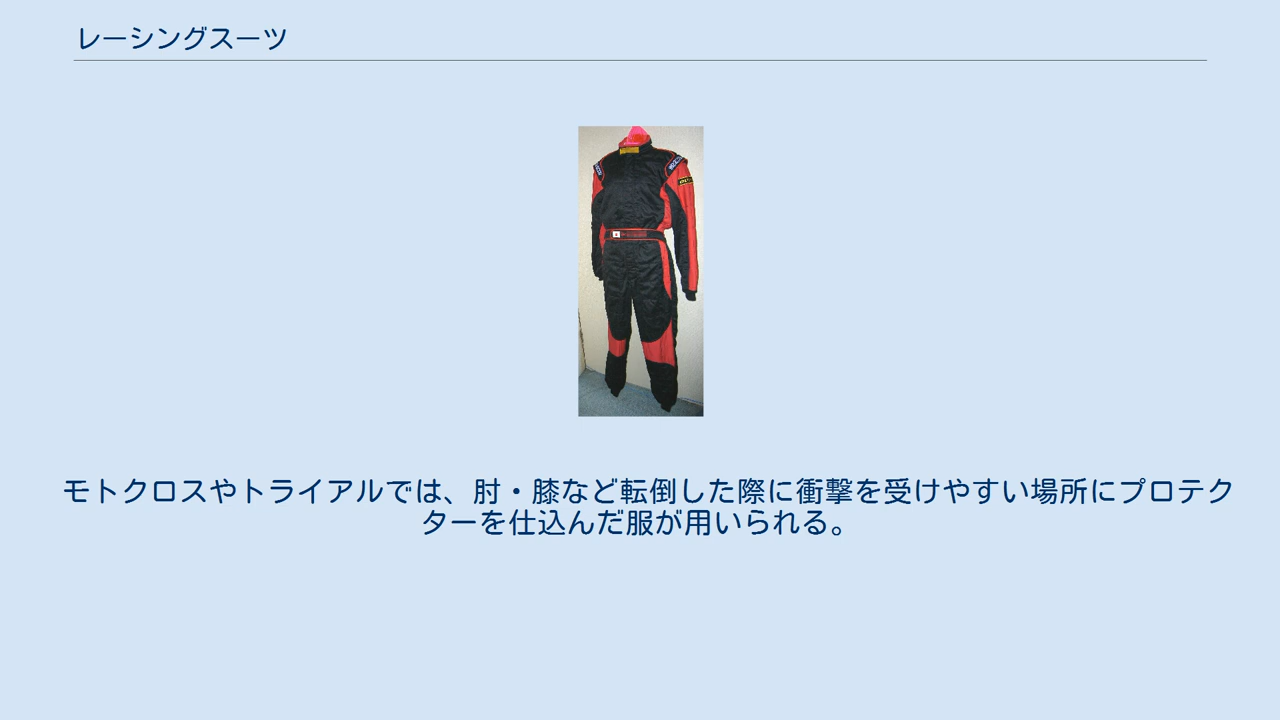 レーシングスーツ
モトクロスやトライアルでは、肘・膝など転倒した際に衝撃を受けやすい場所にプロテク
ターを仕込んだ服が用いられる。